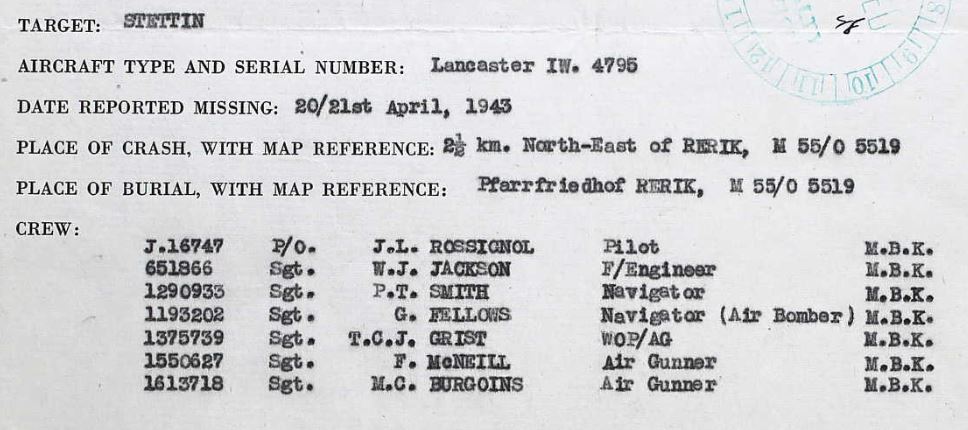 TARGET: STETTIN
AIRCRAFT TYPE AND SERIAL NUMBER: Lancaster IW. 4795
DATE REPORTED MISSING: 20/21st April, 1943
PLACE OF CRASH, WITH MAP REFERENCE: 2½ km. North-East of RERIK, M 55/O 5519
PLACE OF BURIAL, WITH MAP REFERENCE: Pfarrfriedhof RERIK, M 55/O 5519
CREW:
J.16747 P/O. J.L. ROSSIGNOL Pilot M.B.K.
651866 Sgt. W.J. JACKSON F/Engineer M.B.K.
1290933 Sgt. P.T. SMITH Navigator M.B.K.
1193202 Sgt. G. FELLOWS Navigator (Air Bomber) M.B.K.
1375739 Sgt. T.C.J. GRIST WOP/AG M.B.K.
1550627 Sgt. F. McNEILL Air Gunner M.B.K.
1613718 Sgt. M.C. BURGOINS Air Gunner M.B.K.